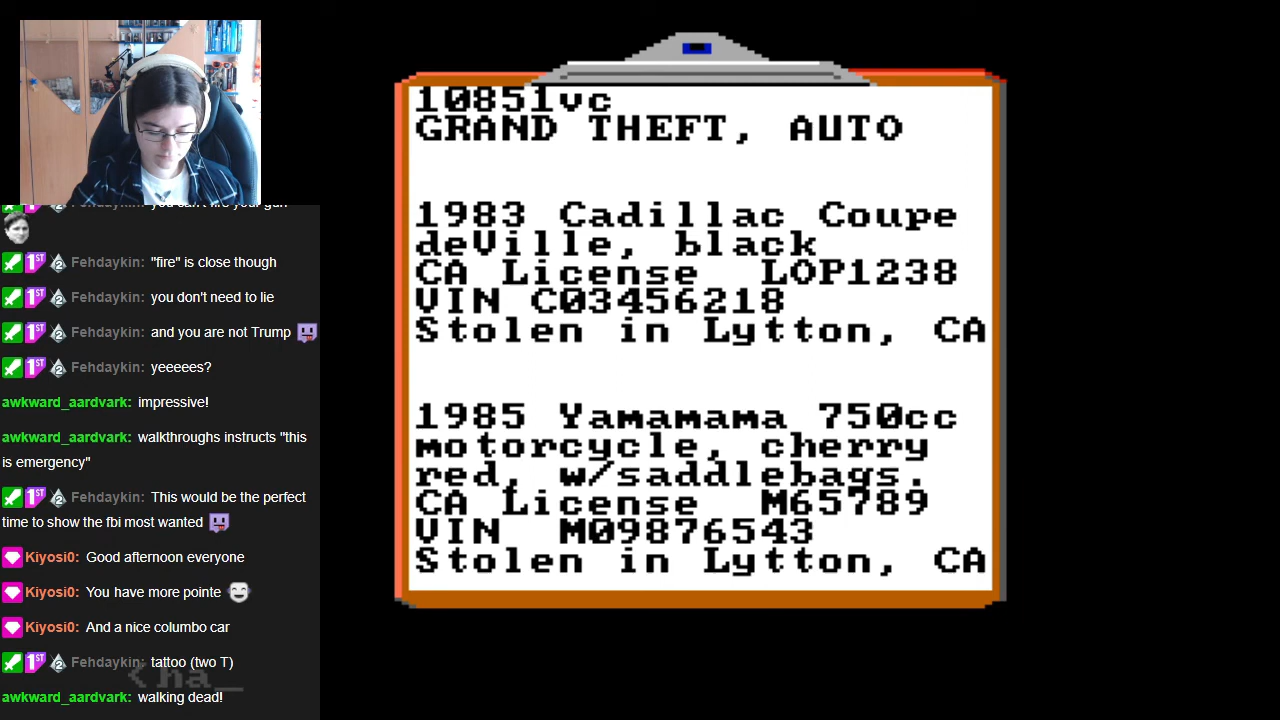 10851vc
GRAND THEFT, AUTO
1983 Cadillac Coupe
deVille, black
CA License LOP1238
VIN C03456218
Stolen in Lytton, CA
1985 Yamamama 750cc
motorcycle, cherry
red, w/saddlebags.
CA License M65789
VIN M09876543
Stolen in Lytton, CA
Fehdaykin: you can't fire your gun
Fehdaykin: "fire" is close though
Fehdaykin: you don't need to lie
Fehdaykin: and you are not Trump
Fehdaykin: yeeeees?
awkward_aardvark: impressive!
awkward_aardvark: walkthroughs instructs "this
is emergency"
Fehdaykin: This would be the perfect
time to show the fbi most wanted
Kiyosi0: Good afternoon everyone
Kiyosi0: You have more pointe
Kiyosi0: And a nice columbo car
Fehdaykin: tattoo (two T)
<ha_
awkward_aardvark: walking dead!